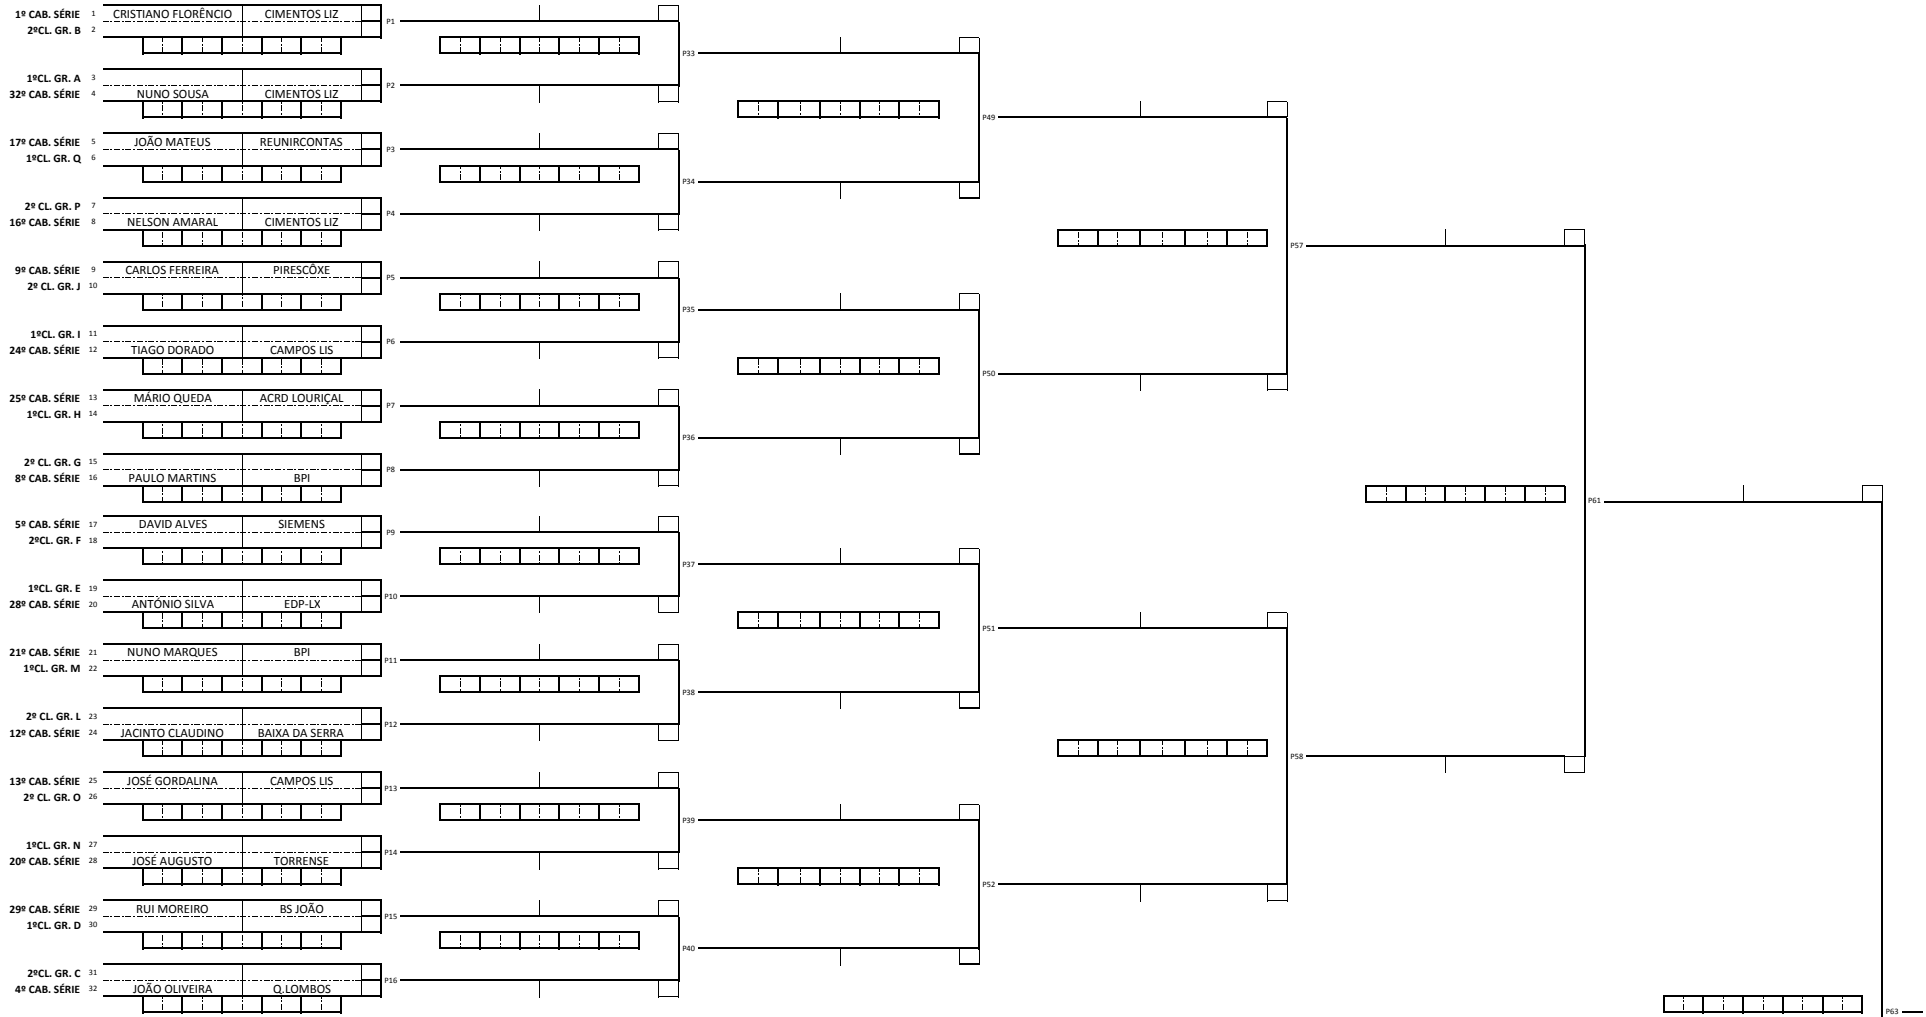 1º CAB. SÉRIE 1 CRISTIANO FLORÊNCIO CIMENTOS LIZ
P1
2ºCL. GR. B 2
P33
1ºCL. GR. A 3
P2
32º CAB. SÉRIE 4 NUNO SOUSA CIMENTOS LIZ
P49
17º CAB. SÉRIE 5 JOÃO MATEUS REUNIRCONTAS
P3
1ºCL. GR. Q 6
P34
2º CL. GR. P 7
P4
16º CAB. SÉRIE 8 NELSON AMARAL CIMENTOS LIZ
P57
9º CAB. SÉRIE 9 CARLOS FERREIRA PIRESCÔXE
P5
2º CL. GR. J 10
P35
1ºCL. GR. I 11
P6
24º CAB. SÉRIE 12 TIAGO DORADO CAMPOS LIS
P50
25º CAB. SÉRIE 13 MÁRIO QUEDA ACRD LOURIÇAL
P7
1ºCL. GR. H 14
P36
2º CL. GR. G 15
P8
8º CAB. SÉRIE 16 PAULO MARTINS BPI
P61
5º CAB. SÉRIE 17 DAVID ALVES SIEMENS
P9
2ºCL. GR. F 18
P37
1ºCL. GR. E 19
P10
28º CAB. SÉRIE 20 ANTÓNIO SILVA EDP-LX
P51
21º CAB. SÉRIE 21 NUNO MARQUES BPI
P11
1ºCL. GR. M 22
P38
2º CL. GR. L 23
P12
12º CAB. SÉRIE 24 JACINTO CLAUDINO BAIXA DA SERRA
P58
13º CAB. SÉRIE 25 JOSÉ GORDALINA CAMPOS LIS
P13
2º CL. GR. O 26
P39
1ºCL. GR. N 27
P14
20º CAB. SÉRIE 28 JOSÉ AUGUSTO TORRENSE
P52
29º CAB. SÉRIE 29 RUI MOREIRO BS JOÃO
P15
1ºCL. GR. D 30
P40
2ºCL. GR. C 31
P16
4º CAB. SÉRIE 32 JOÃO OLIVEIRA Q.LOMBOS
P63